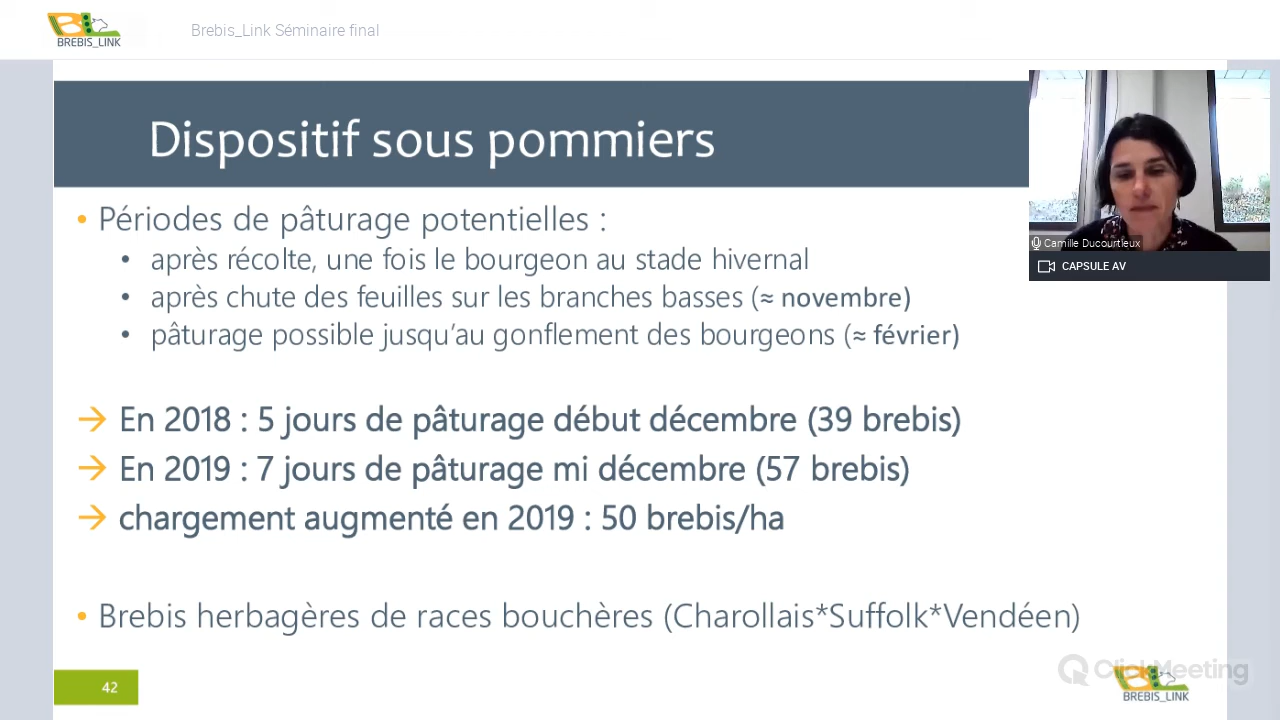 BREBIS_LINK
Brebis_Link Séminaire final
Dispositif sous pommiers
Camille Ducourtieux
CAPSULE AV
• Périodes de pâturage potentielles :
• après récolte, une fois le bourgeon au stade hivernal
• après chute des feuilles sur les branches basses (≈ novembre)
• pâturage possible jusqu'au gonflement des bourgeons (≈ février)
→ En 2018 : 5 jours de pâturage début décembre (39 brebis)
→ En 2019 : 7 jours de pâturage mi décembre (57 brebis)
→ chargement augmenté en 2019 : 50 brebis/ha
• Brebis herbagères de races bouchères (Charollais*Suffolk*Vendéen)
42
ClickMeeting
BREBIS_LINK